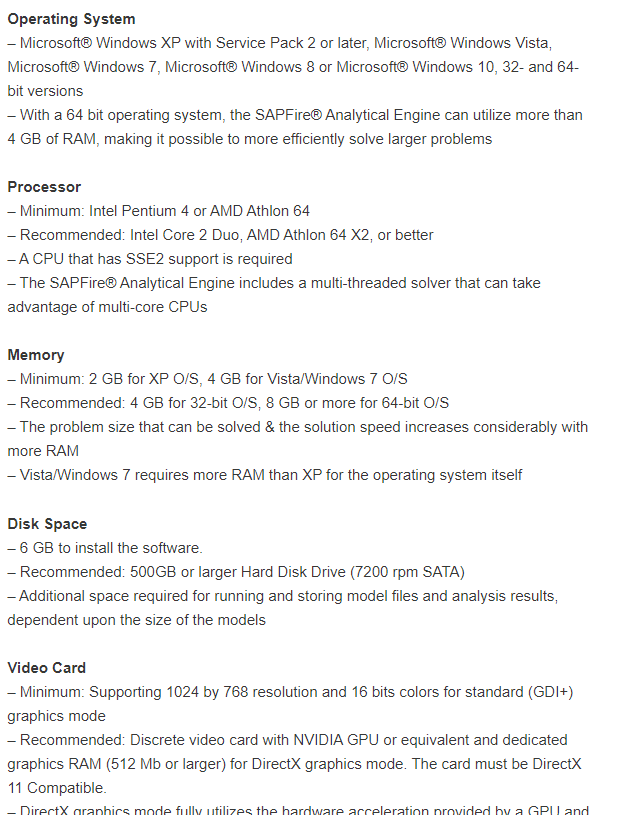 Operating System
– Microsoft® Windows XP with Service Pack 2 or later, Microsoft® Windows Vista,
Microsoft® Windows 7, Microsoft® Windows 8 or Microsoft® Windows 10, 32- and 64-
bit versions
– With a 64 bit operating system, the SAPFire® Analytical Engine can utilize more than
4 GB of RAM, making it possible to more efficiently solve larger problems
Processor
– Minimum: Intel Pentium 4 or AMD Athlon 64
– Recommended: Intel Core 2 Duo, AMD Athlon 64 X2, or better
– A CPU that has SSE2 support is required
– The SAPFire® Analytical Engine includes a multi-threaded solver that can take
advantage of multi-core CPUs
Memory
– Minimum: 2 GB for XP O/S, 4 GB for Vista/Windows 7 O/S
– Recommended: 4 GB for 32-bit O/S, 8 GB or more for 64-bit O/S
– The problem size that can be solved & the solution speed increases considerably with
more RAM
– Vista/Windows 7 requires more RAM than XP for the operating system itself
Disk Space
– 6 GB to install the software.
– Recommended: 500GB or larger Hard Disk Drive (7200 rpm SATA)
– Additional space required for running and storing model files and analysis results,
dependent upon the size of the models
Video Card
– Minimum: Supporting 1024 by 768 resolution and 16 bits colors for standard (GDI+)
graphics mode
– Recommended: Discrete video card with NVIDIA GPU or equivalent and dedicated
graphics RAM (512 Mb or larger) for DirectX graphics mode. The card must be DirectX
11 Compatible.
– DirectX graphics mode fully utilizes the hardware acceleration provided by a GPU and